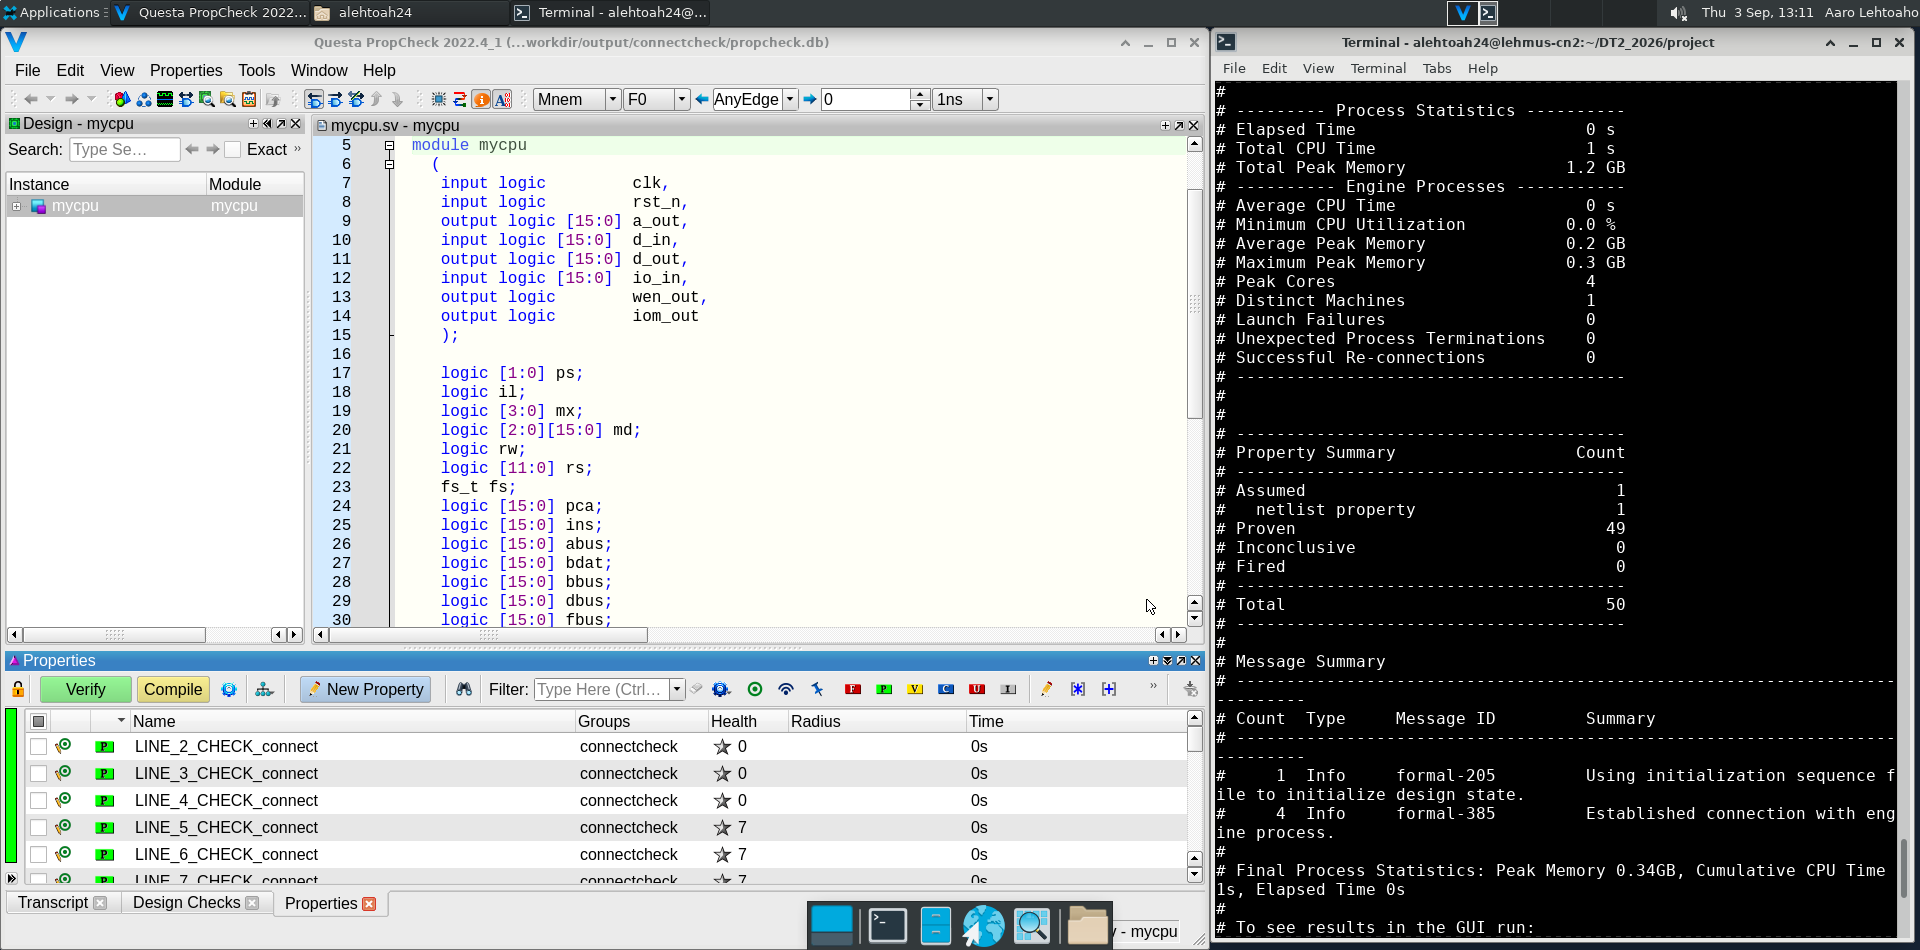 Applications
Questa PropCheck 2022...
alehtoah24
Terminal - alehtoah24@...
Thu 3 Sep, 13:11
Aaro Lehtoaho
Questa PropCheck 2022.4_1 (...workdir/output/connectcheck/propcheck.db)
File Edit View Properties Tools Window Help
Mnem F0 AnyEdge 0 1ns
Design - mycpu
Search: Type Se... Exact
Instance Module
mycpu mycpu
mycpu.sv - mycpu
5 module mycpu
6 (
7 input logic clk,
8 input logic rst_n,
9 output logic [15:0] a_out,
10 input logic [15:0] d_in,
11 output logic [15:0] d_out,
12 input logic [15:0] io_in,
13 output logic wen_out,
14 output logic iom_out
15 );
16
17 logic [1:0] ps;
18 logic il;
19 logic [3:0] mx;
20 logic [2:0][15:0] md;
21 logic rw;
22 logic [11:0] rs;
23 fs_t fs;
24 logic [15:0] pca;
25 logic [15:0] ins;
26 logic [15:0] abus;
27 logic [15:0] bdat;
28 logic [15:0] bbus;
29 logic [15:0] dbus;
30 logic [15:0] fbus;
Properties
Verify Compile New Property Filter: Type Here (Ctrl... F P V C U I
Name Groups Health Radius Time
P LINE_2_CHECK_connect connectcheck 0 0s
P LINE_3_CHECK_connect connectcheck 0 0s
P LINE_4_CHECK_connect connectcheck 0 0s
P LINE_5_CHECK_connect connectcheck 7 0s
P LINE_6_CHECK_connect connectcheck 7 0s
P LINE_7_CHECK_connect connectcheck 7 0s
Transcript Design Checks Properties
- mycpu
Terminal - alehtoah24@lehmus-cn2:~/DT2_2026/project
File Edit View Terminal Tabs Help
#
# --------- Process Statistics ----------
# Elapsed Time 0 s
# Total CPU Time 1 s
# Total Peak Memory 1.2 GB
# ---------- Engine Processes -----------
# Average CPU Time 0 s
# Minimum CPU Utilization 0.0 %
# Average Peak Memory 0.2 GB
# Maximum Peak Memory 0.3 GB
# Peak Cores 4
# Distinct Machines 1
# Launch Failures 0
# Unexpected Process Terminations 0
# Successful Re-connections 0
# ---------------------------------------
#
#
# ---------------------------------------
# Property Summary Count
# ---------------------------------------
# Assumed 1
# netlist property 1
# Proven 49
# Inconclusive 0
# Fired 0
# ---------------------------------------
# Total 50
# ---------------------------------------
#
# Message Summary
# ------------------------------------------------------------------
---------
# Count Type Message ID Summary
# ------------------------------------------------------------------
---------
# 1 Info formal-205 Using initialization sequence f
ile to initialize design state.
# 4 Info formal-385 Established connection with eng
ine process.
#
# Final Process Statistics: Peak Memory 0.34GB, Cumulative CPU Time
1s, Elapsed Time 0s
#
# To see results in the GUI run: